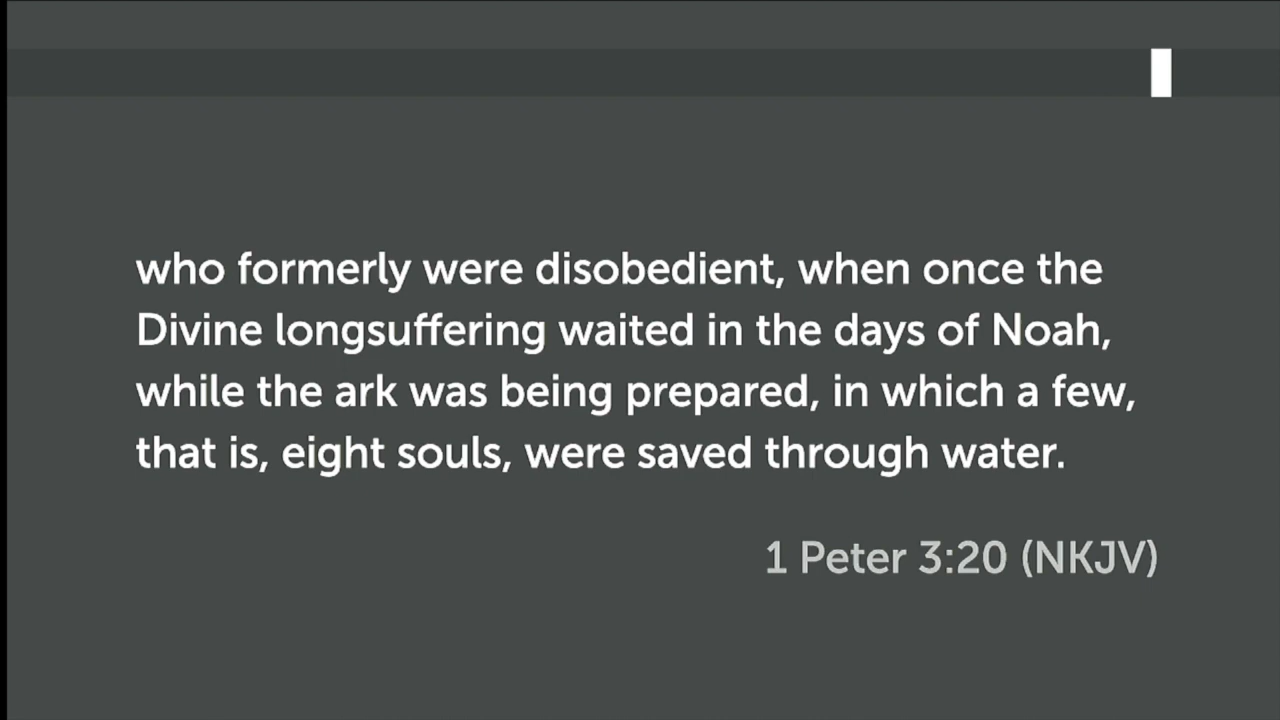 who formerly were disobedient, when once the
Divine longsuffering waited in the days of Noah,
while the ark was being prepared, in which a few,
that is, eight souls, were saved through water.
1 Peter 3:20 (NKJV)